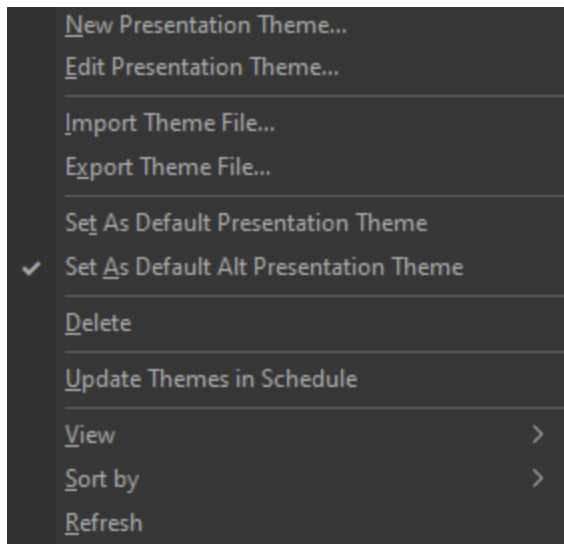 New Presentation Theme...
Edit Presentation Theme...
Import Theme File...
Export Theme File...
Set As Default Presentation Theme
Set As Default Alt Presentation Theme
Delete
Update Themes in Schedule
View
Sort by
Refresh